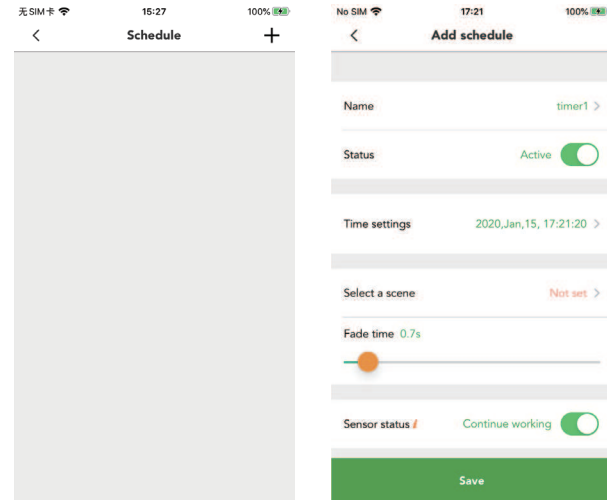 无SIM卡 15:27 100%
Schedule
No SIM 17:21 100%
Add schedule
Name timer1
Status Active
Time settings 2020,Jan,15, 17:21:20
Select a scene Not set
Fade time 0.7s
Sensor status i Continue working
Save